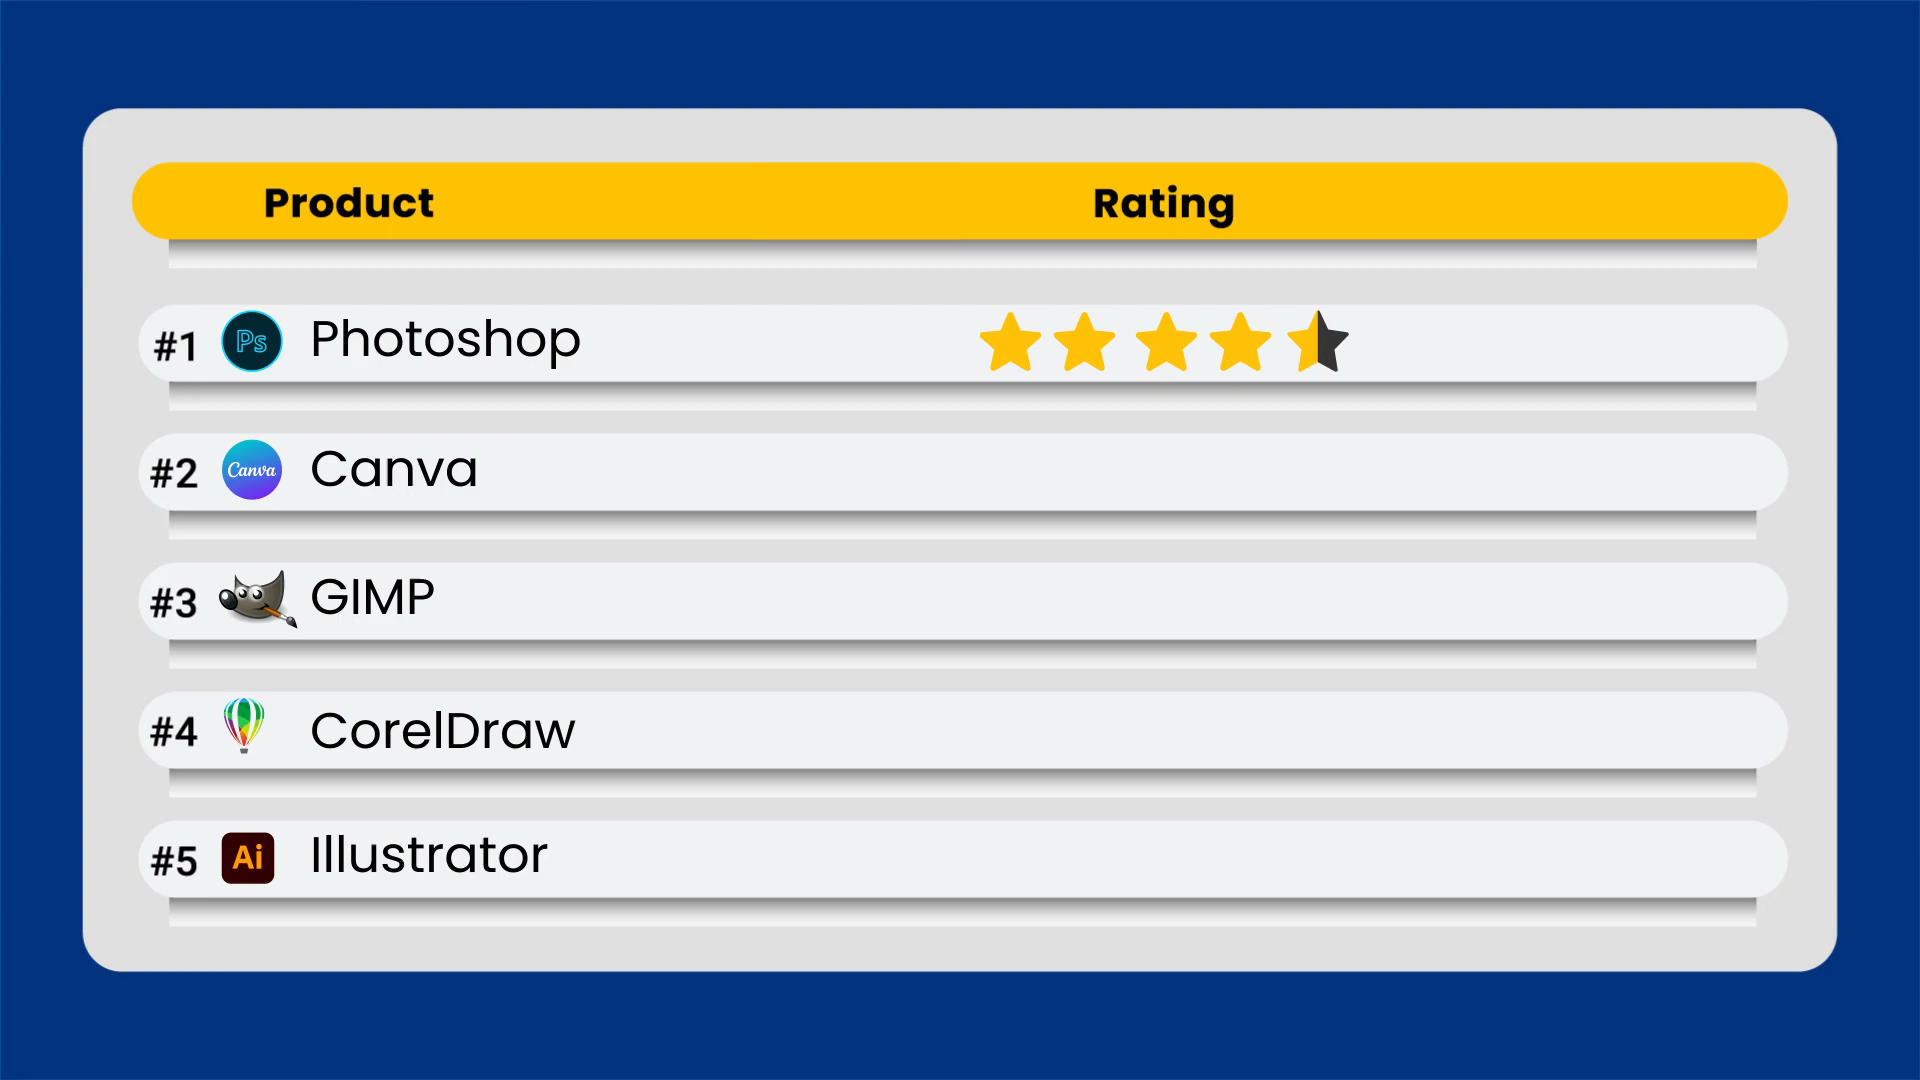 Product Rating
#1 Ps Photoshop
#2 Canva Canva
#3 GIMP
#4 CorelDraw
#5 Ai Illustrator